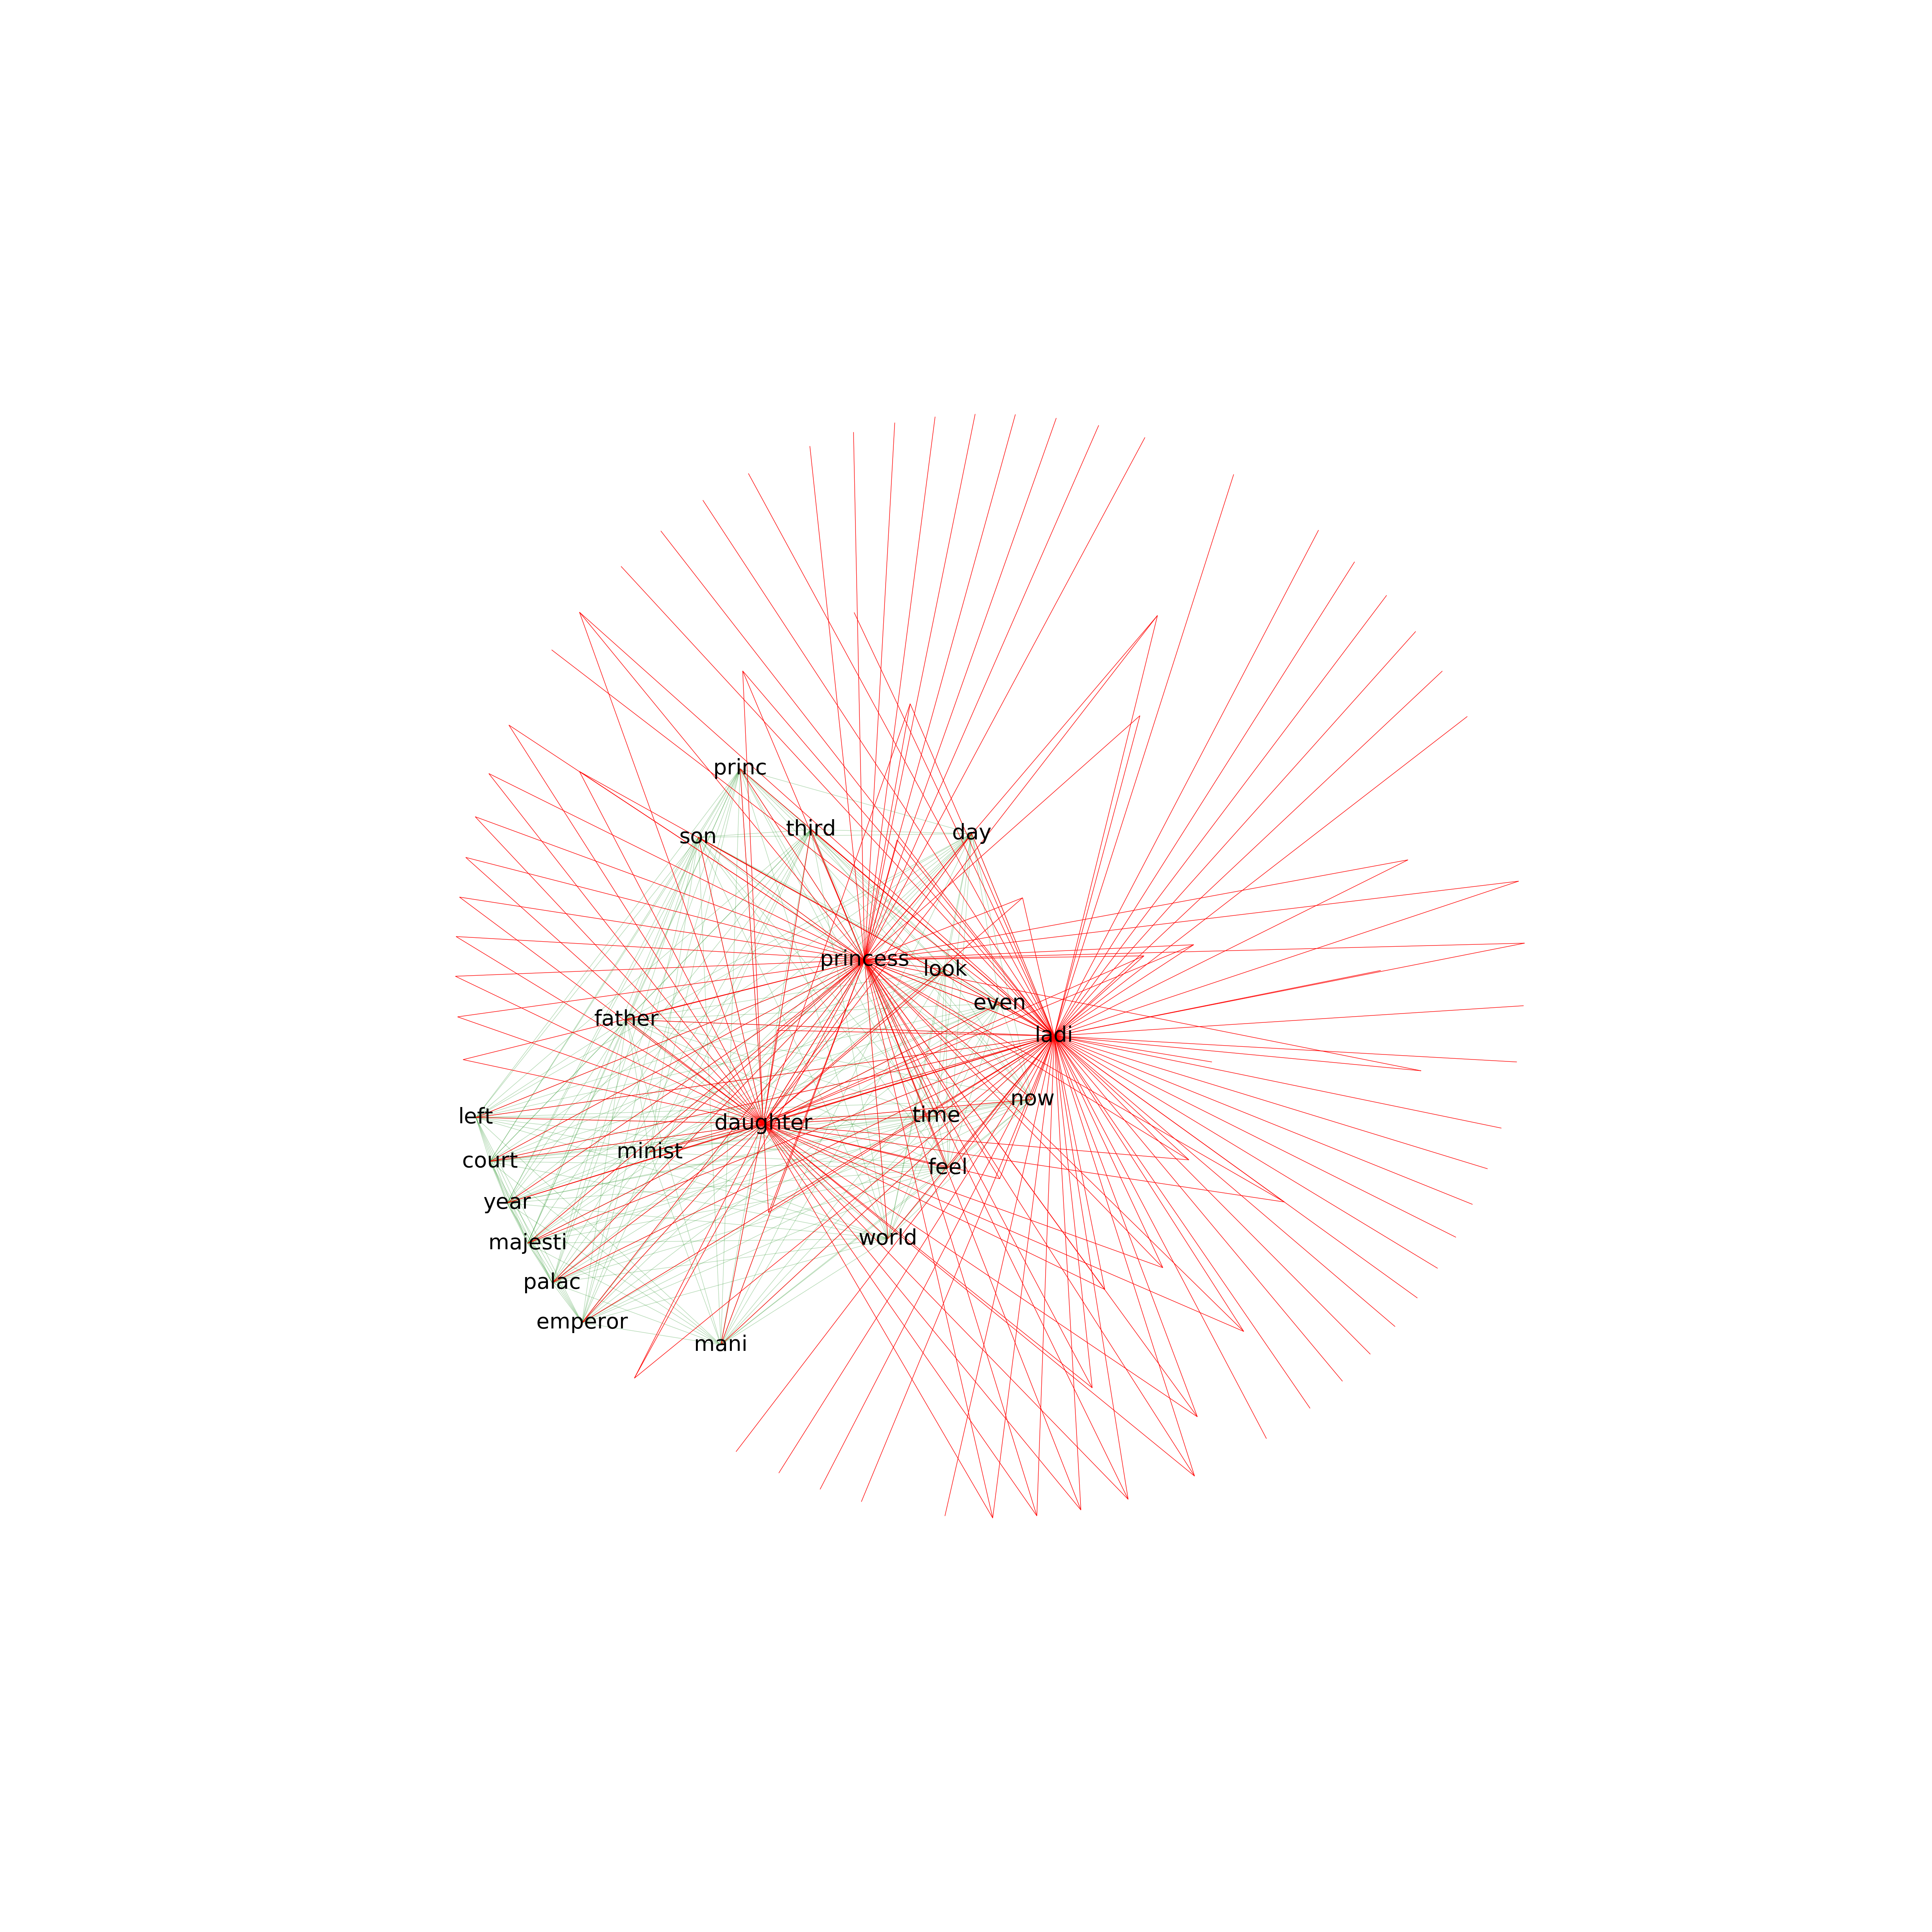 princ
son
third
day
princess
look
even
father
ladi
now
left
time
daughter
minist
court
feel
year
world
majesti
palac
emperor
mani